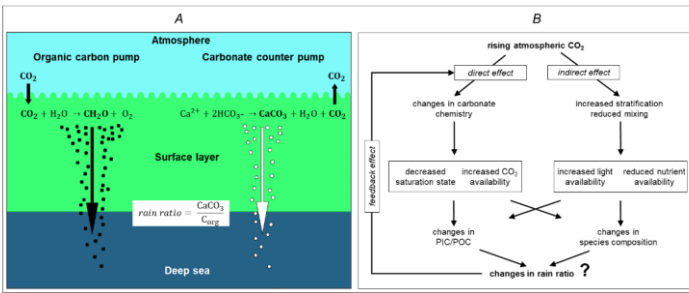 A
Atmosphere
Organic carbon pump
Carbonate counter pump
CO₂
CO₂
CO₂ + H₂O → CH₂O + O₂
Ca²⁺ + 2HCO₃- → CaCO₃ + H₂O + CO₂
Surface layer
rain ratio = CaCO₃ / Corg
Deep sea
B
rising atmospheric CO₂
direct effect
indirect effect
changes in carbonate
chemistry
increased stratification
reduced mixing
feedback effect
decreased
saturation state
increased CO₂
availability
increased light
availability
reduced nutrient
availability
changes in
PIC/POC
changes in
species composition
changes in rain ratio ?